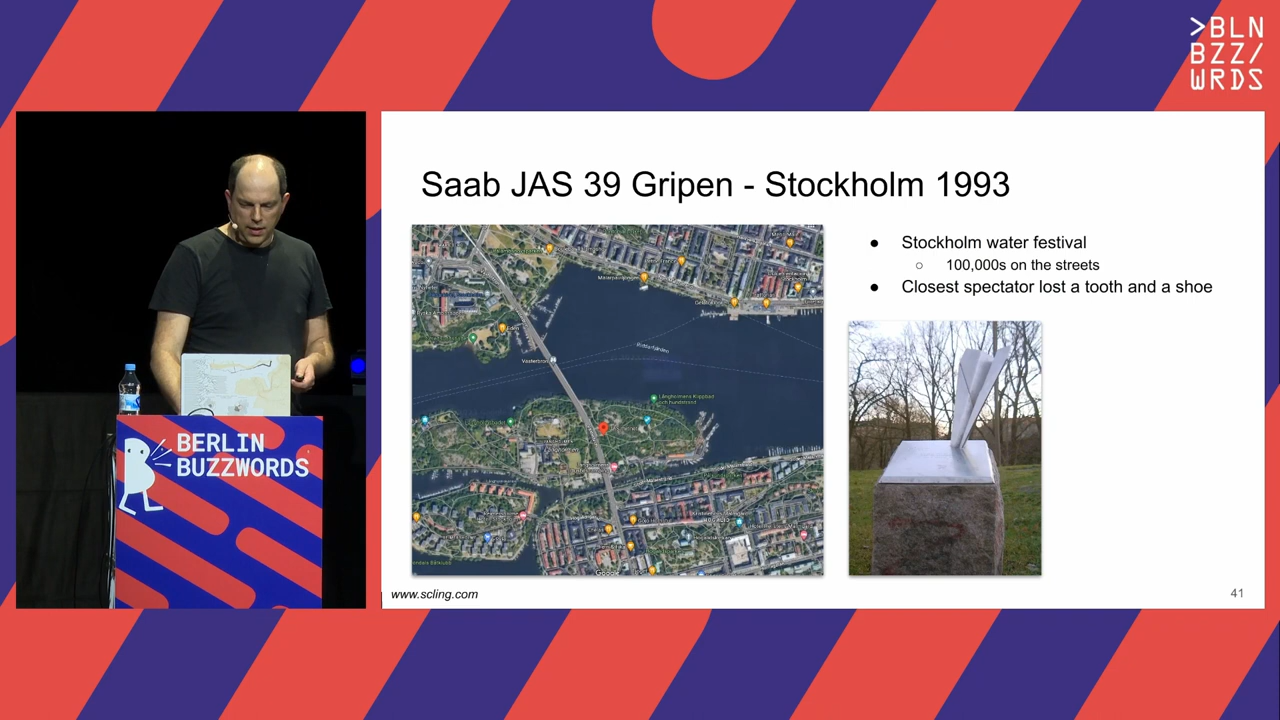 >BLN
BZZ/
WRDS
Saab JAS 39 Gripen - Stockholm 1993
● Stockholm water festival
○ 100,000s on the streets
● Closest spectator lost a tooth and a shoe
BERLIN
BUZZWORDS
Google
www.scling.com
41